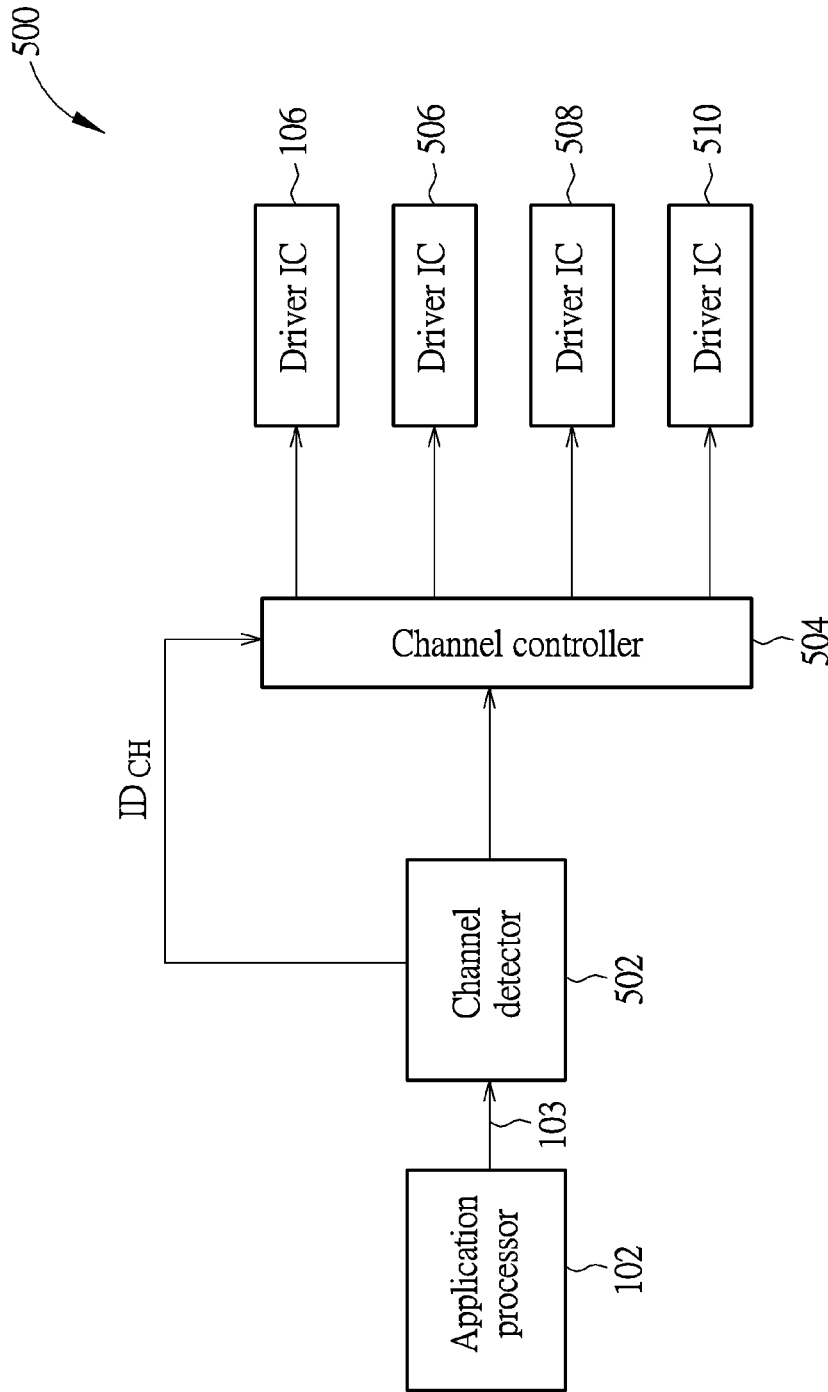 500
Driver IC
106
Driver IC
506
Driver IC
508
Driver IC
510
ID CH
Channel controller
504
Channel
detector
502
103
Application
processor
102